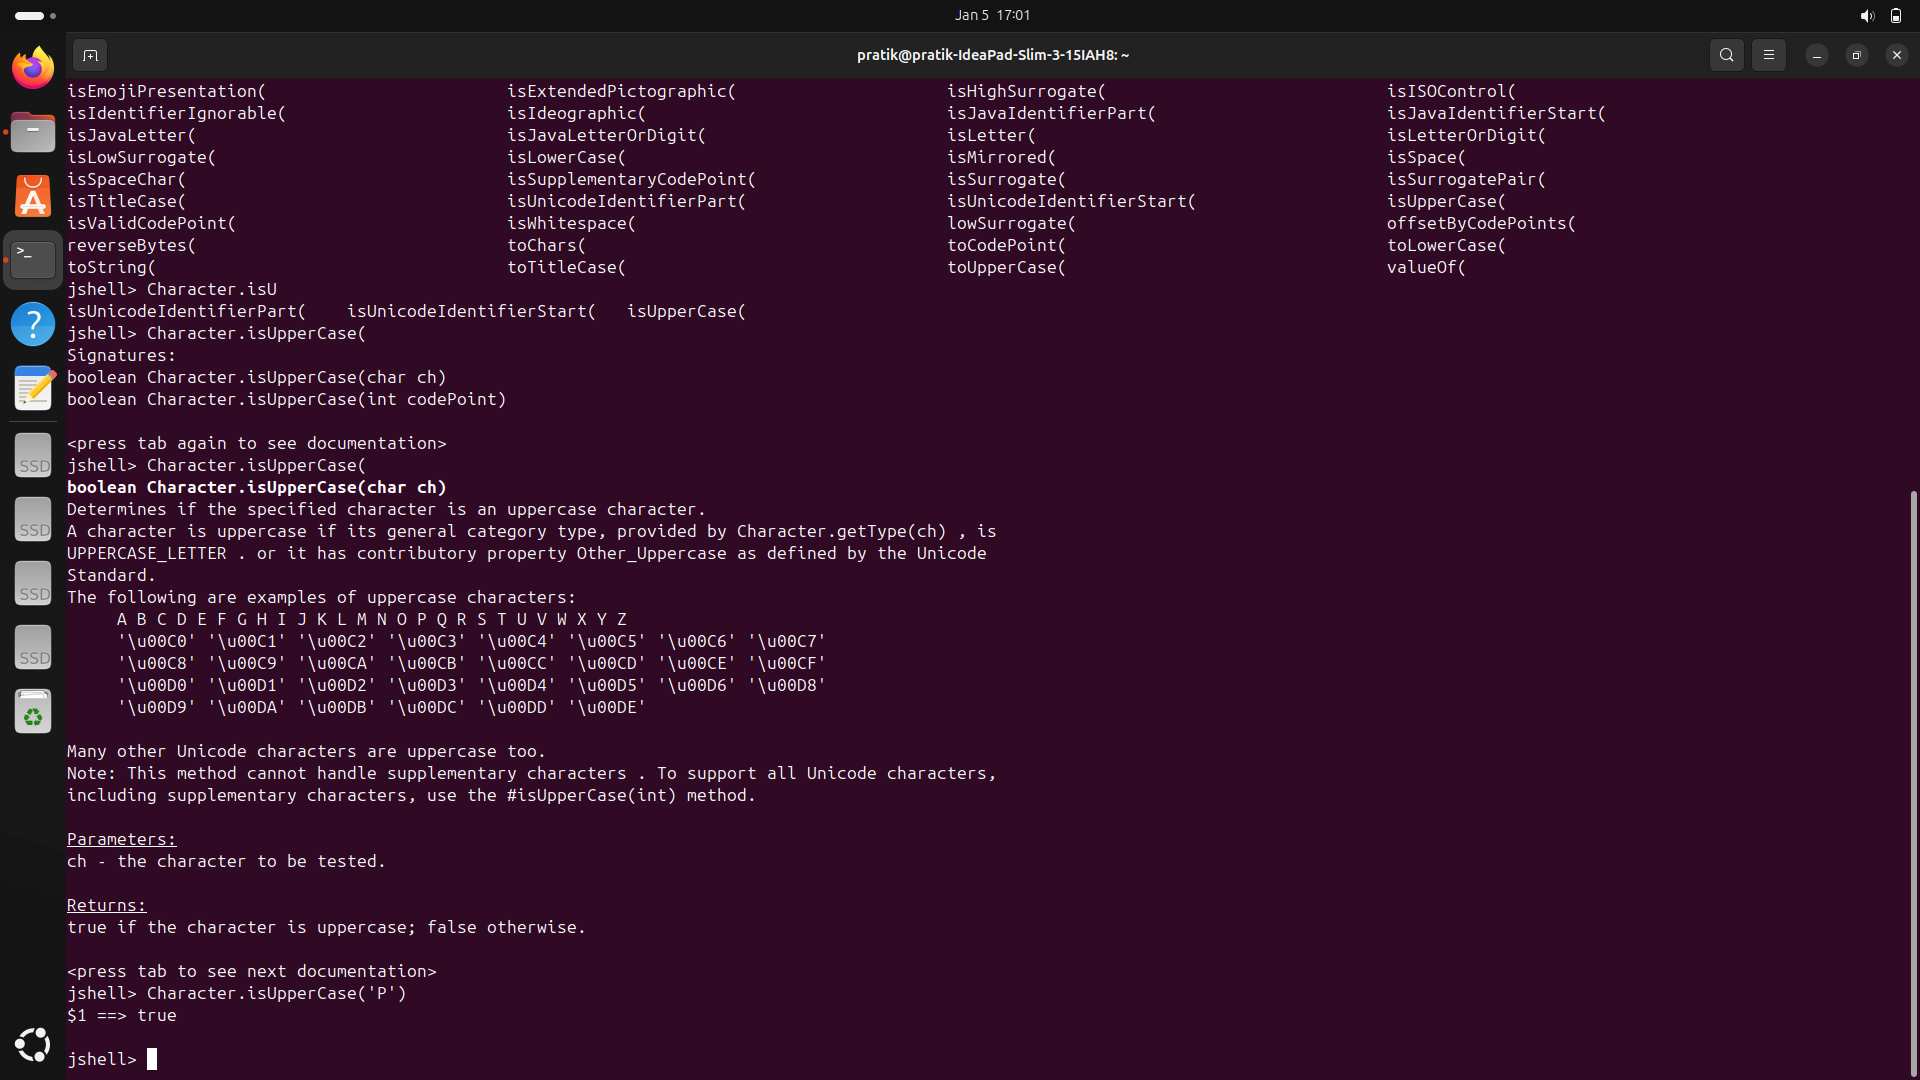 Jan 5 17:01
pratik@pratik-IdeaPad-Slim-3-15IAH8: ~
isEmojiPresentation( isExtendedPictographic( isHighSurrogate( isISOControl(
isIdentifierIgnorable( isIdeographic( isJavaIdentifierPart( isJavaIdentifierStart(
isJavaLetter( isJavaLetterOrDigit( isLetter( isLetterOrDigit(
isLowSurrogate( isLowerCase( isMirrored( isSpace(
isSpaceChar( isSupplementaryCodePoint( isSurrogate( isSurrogatePair(
isTitleCase( isUnicodeIdentifierPart( isUnicodeIdentifierStart( isUpperCase(
isValidCodePoint( isWhitespace( lowSurrogate( offsetByCodePoints(
reverseBytes( toChars( toCodePoint( toLowerCase(
toString( toTitleCase( toUpperCase( valueOf(
jshell> Character.isU
isUnicodeIdentifierPart( isUnicodeIdentifierStart( isUpperCase(
jshell> Character.isUpperCase(
Signatures:
boolean Character.isUpperCase(char ch)
boolean Character.isUpperCase(int codePoint)
<press tab again to see documentation>
jshell> Character.isUpperCase(
boolean Character.isUpperCase(char ch)
Determines if the specified character is an uppercase character.
A character is uppercase if its general category type, provided by Character.getType(ch) , is
UPPERCASE_LETTER . or it has contributory property Other_Uppercase as defined by the Unicode
Standard.
The following are examples of uppercase characters:
A B C D E F G H I J K L M N O P Q R S T U V W X Y Z
'\u00C0' '\u00C1' '\u00C2' '\u00C3' '\u00C4' '\u00C5' '\u00C6' '\u00C7'
'\u00C8' '\u00C9' '\u00CA' '\u00CB' '\u00CC' '\u00CD' '\u00CE' '\u00CF'
'\u00D0' '\u00D1' '\u00D2' '\u00D3' '\u00D4' '\u00D5' '\u00D6' '\u00D8'
'\u00D9' '\u00DA' '\u00DB' '\u00DC' '\u00DD' '\u00DE'
Many other Unicode characters are uppercase too.
Note: This method cannot handle supplementary characters . To support all Unicode characters,
including supplementary characters, use the #isUpperCase(int) method.
Parameters:
ch - the character to be tested.
Returns:
true if the character is uppercase; false otherwise.
<press tab to see next documentation>
jshell> Character.isUpperCase('P')
$1 ==> true
jshell>
>_
?
SSD
SSD
SSD
SSD